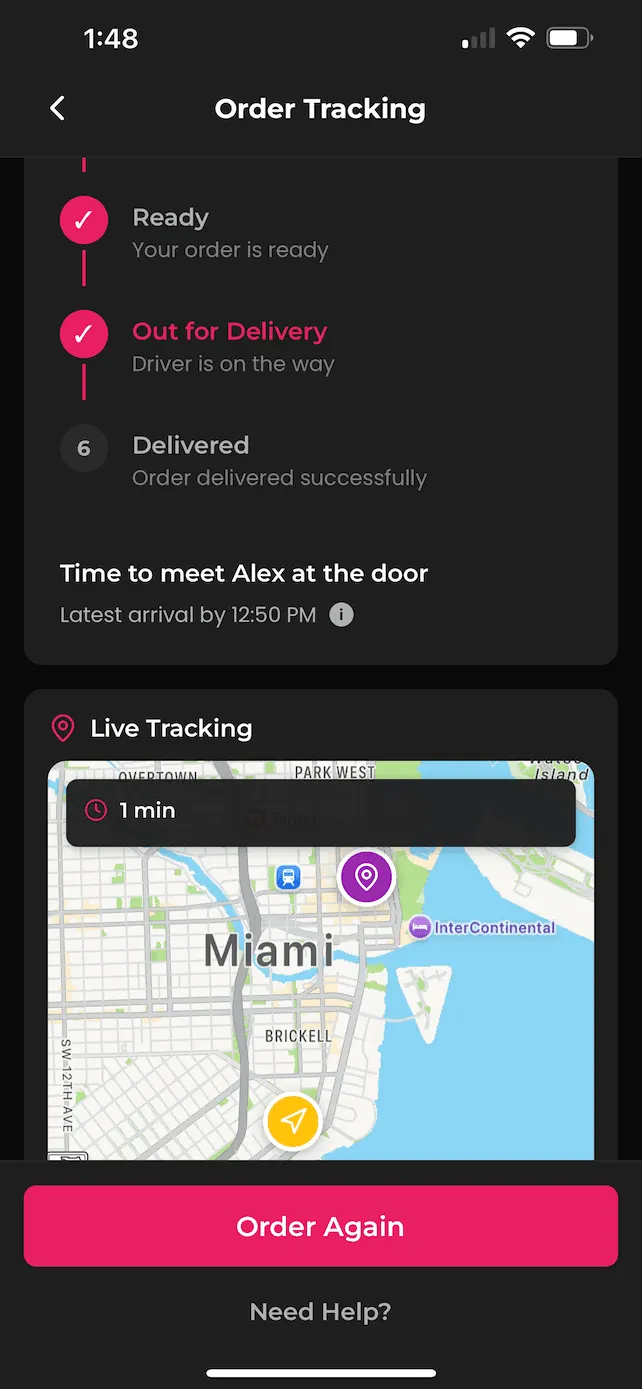 1:48
Order Tracking
Ready
Your order is ready
Out for Delivery
Driver is on the way
6
Delivered
Order delivered successfully
Time to meet Alex at the door
Latest arrival by 12:50 PM
Live Tracking
OVERTOWN
PARK WEST
Island
1 min
InterContinental
Miami
BRICKELL
SW 12TH AVE
Order Again
Need Help?